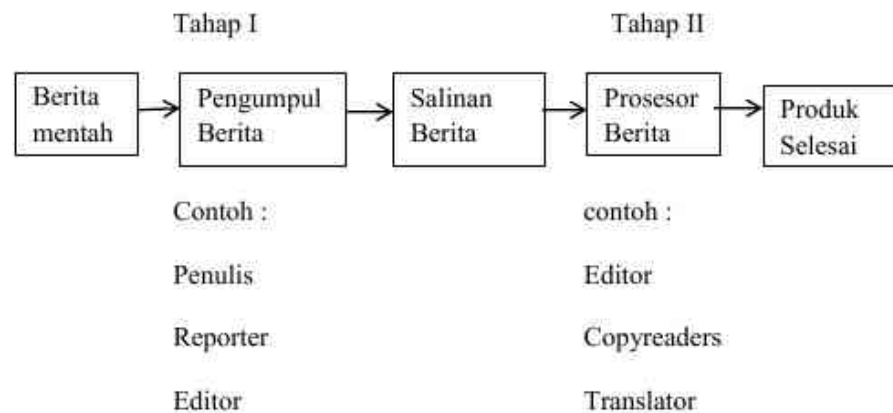 Tahap I
Tahap II
Berita
mentah
Pengumpul
Berita
Salinan
Berita
Prosesor
Berita
Produk
Selesai
Contoh :
Penulis
Reporter
Editor
contoh :
Editor
Copyreaders
Translator